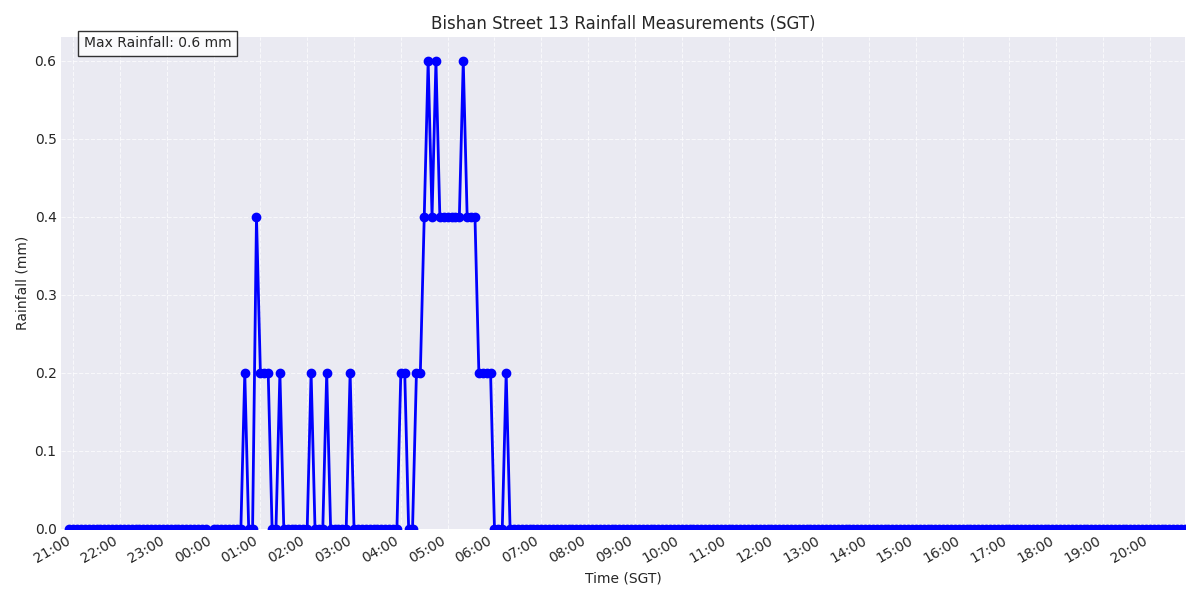 Bishan Street 13 Rainfall Measurements (SGT)
Max Rainfall: 0.6 mm
0.6
0.5
0.4
0.3
0.2
0.1
0.0
Rainfall (mm)
21:00 22:00 23:00 00:00 01:00 02:00 03:00 04:00 05:00 06:00 07:00 08:00 09:00 10:00 11:00 12:00 13:00 14:00 15:00 16:00 17:00 18:00 19:00 20:00
Time (SGT)